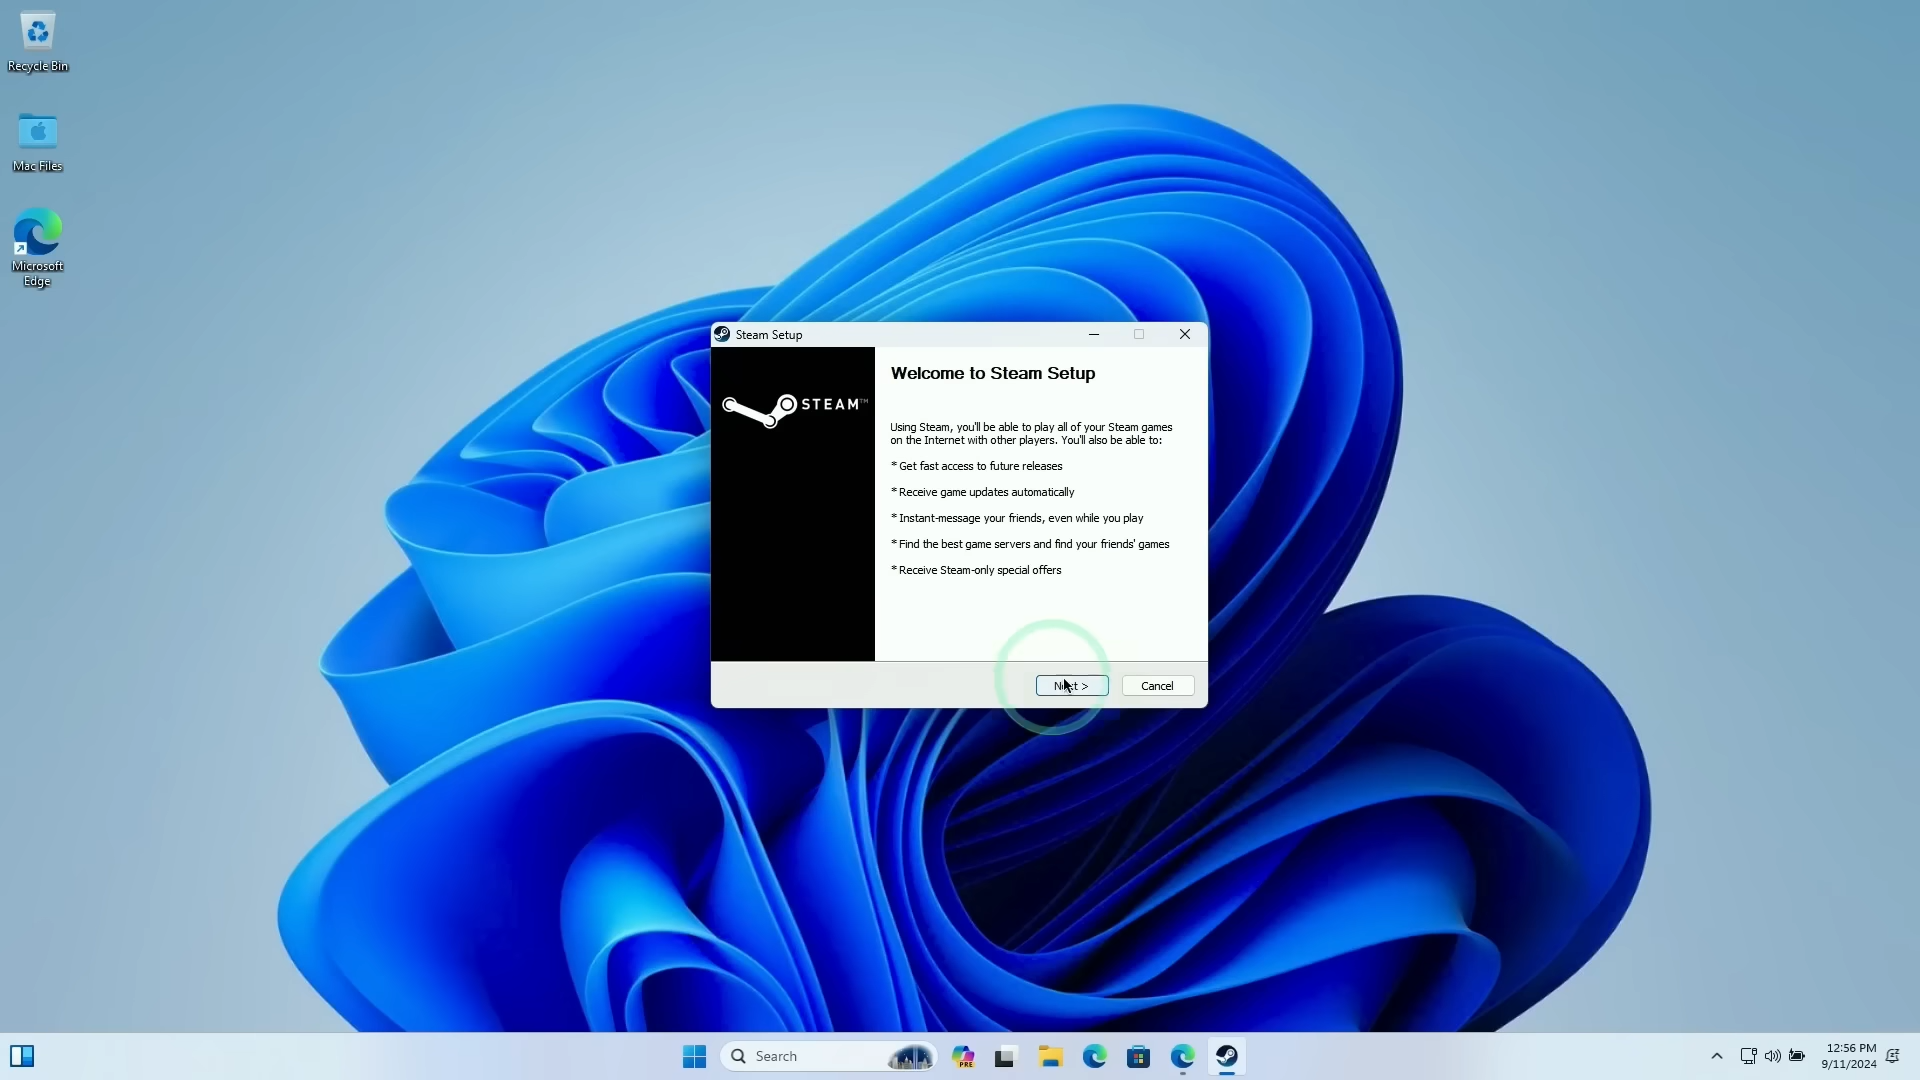 Recycle Bin
Mac Files
Microsoft
Edge
Steam Setup
STEAM™
Welcome to Steam Setup
Using Steam, you'll be able to play all of your Steam games
on the Internet with other players. You'll also be able to:
* Get fast access to future releases
* Receive game updates automatically
* Instant-message your friends, even while you play
* Find the best game servers and find your friends' games
* Receive Steam-only special offers
Next >
Cancel
Search
PRE
12:56 PM
9/11/2024